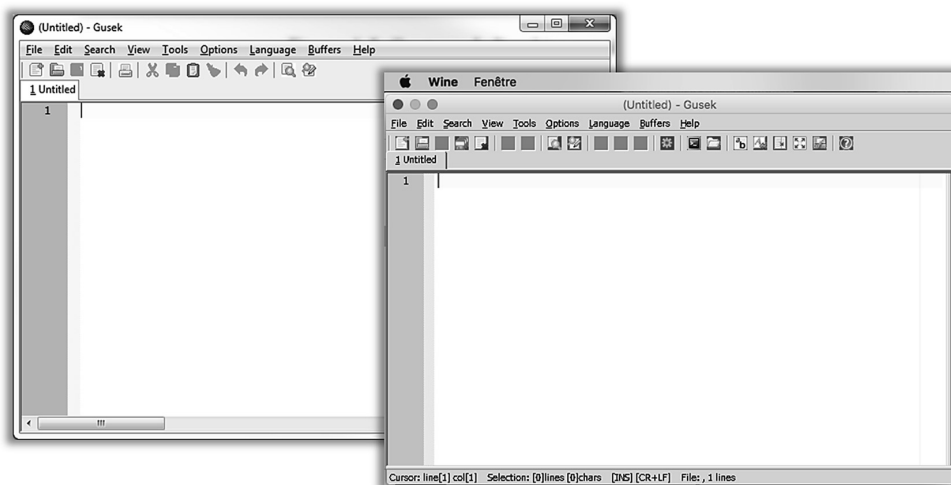 (Untitled) - Gusek
File Edit Search View Tools Options Language Buffers Help
1 Untitled
1
Wine Fenêtre
(Untitled) - Gusek
File Edit Search View Tools Options Language Buffers Help
1 Untitled
1
Cursor: line[1] col[1] Selection: [0]lines [0]chars [INS] [CR+LF] File: , 1 lines